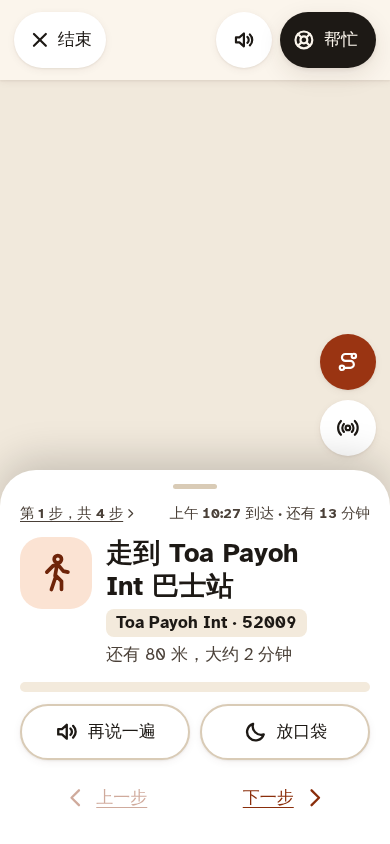 结束
帮忙
第 1 步，共 4 步
上午 10:27 到达 · 还有 13 分钟
走到 Toa Payoh
Int 巴士站
Toa Payoh Int · 52009
还有 80 米，大约 2 分钟
再说一遍
放口袋
上一步
下一步